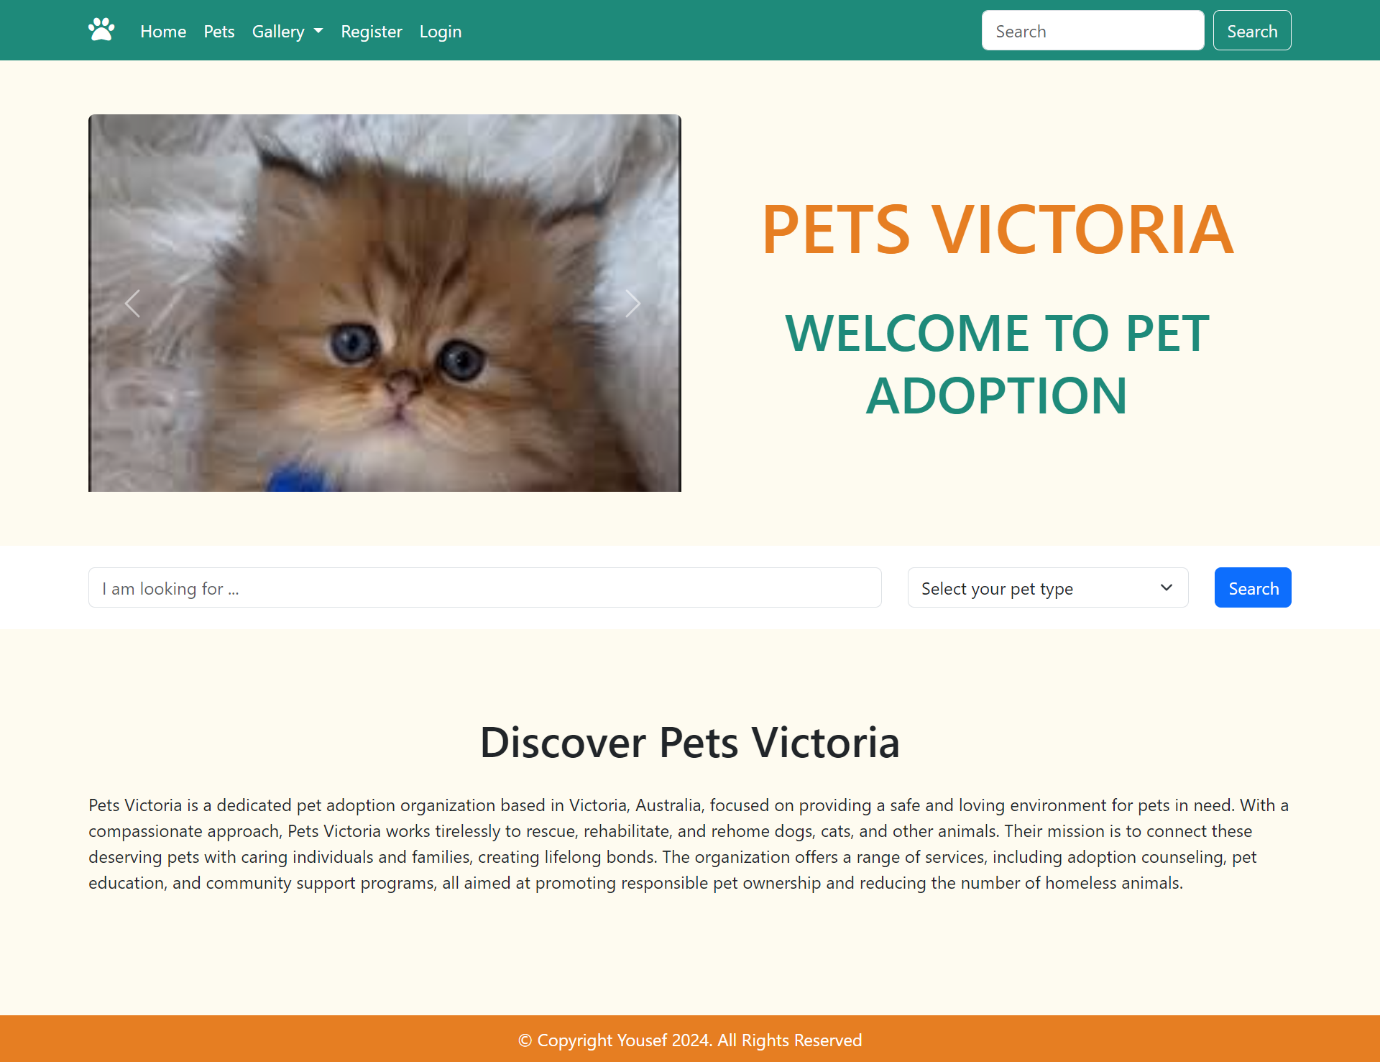 Home Pets Gallery Register Login Search Search
PETS VICTORIA
WELCOME TO PET
ADOPTION
I am looking for ... Select your pet type Search
Discover Pets Victoria
Pets Victoria is a dedicated pet adoption organization based in Victoria, Australia, focused on providing a safe and loving environment for pets in need. With a
compassionate approach, Pets Victoria works tirelessly to rescue, rehabilitate, and rehome dogs, cats, and other animals. Their mission is to connect these
deserving pets with caring individuals and families, creating lifelong bonds. The organization offers a range of services, including adoption counseling, pet
education, and community support programs, all aimed at promoting responsible pet ownership and reducing the number of homeless animals.
© Copyright Yousef 2024. All Rights Reserved